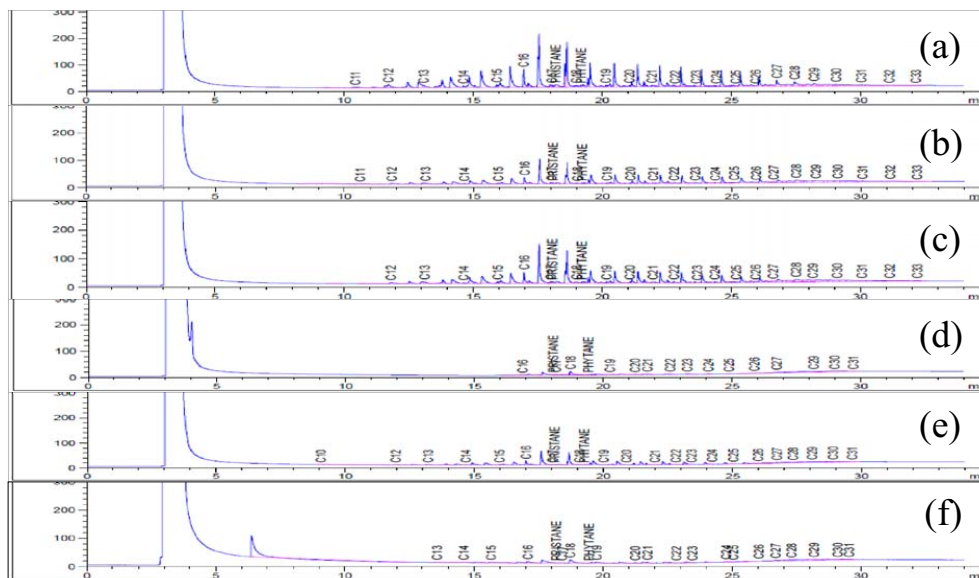 300
200
100
0
C11
C12
C13
C14
C15
C16
PRISTANE
C18
PHYTANE
C19
C20
C21
C22
C23
C24
C25
C26
C27
C28
C29
C30
C31
C32
C33
(a)
0 5 10 15 20 25 30 m
300
200
100
0
C11
C12
C13
C14
C15
C16
PRISTANE
C18
PHYTANE
C19
C20
C21
C22
C23
C24
C25
C26
C27
C28
C29
C30
C31
C32
C33
(b)
0 5 10 15 20 25 30 m
300
200
100
0
C12
C13
C14
C15
C16
PRISTANE
C18
PHYTANE
C19
C20
C21
C22
C23
C24
C25
C26
C27
C28
C29
C30
C31
C32
C33
(c)
0 5 10 15 20 25 30 m
300
200
100
0
C16
PRISTANE
C18
PHYTANE
C19
C20
C21
C22
C23
C24
C25
C26
C27
C29
C30
C31
(d)
0 5 10 15 20 25 30 m
300
200
100
0
C10
C12
C13
C14
C15
C16
PRISTANE
C18
PHYTANE
C19
C20
C21
C22
C23
C24
C25
C26
C27
C28
C29
C30
C31
(e)
0 5 10 15 20 25 30 m
300
200
100
0
C13
C14
C15
C16
PRISTANE
C18
PHYTANE
C19
C20
C21
C22
C23
C24
C25
C26
C27
C28
C29
C30
C31
(f)
0 5 10 15 20 25 30 m